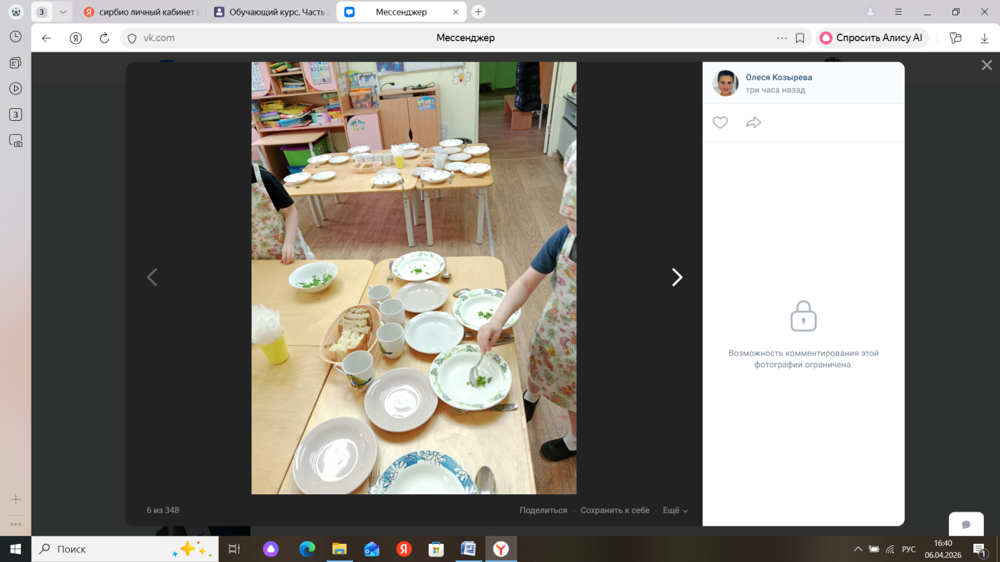 3
сирбио личный кабинет в
Обучающий курс. Часть 2
Мессенджер
vk.com
Мессенджер
Спросить Алису AI
3
Олеся Козырева
три часа назад
Возможность комментирования этой
фотографии ограничена.
6 из 348
Поделиться
Сохранить к себе
Ещё
Поиск
РУС
16:40
06.04.2026
1